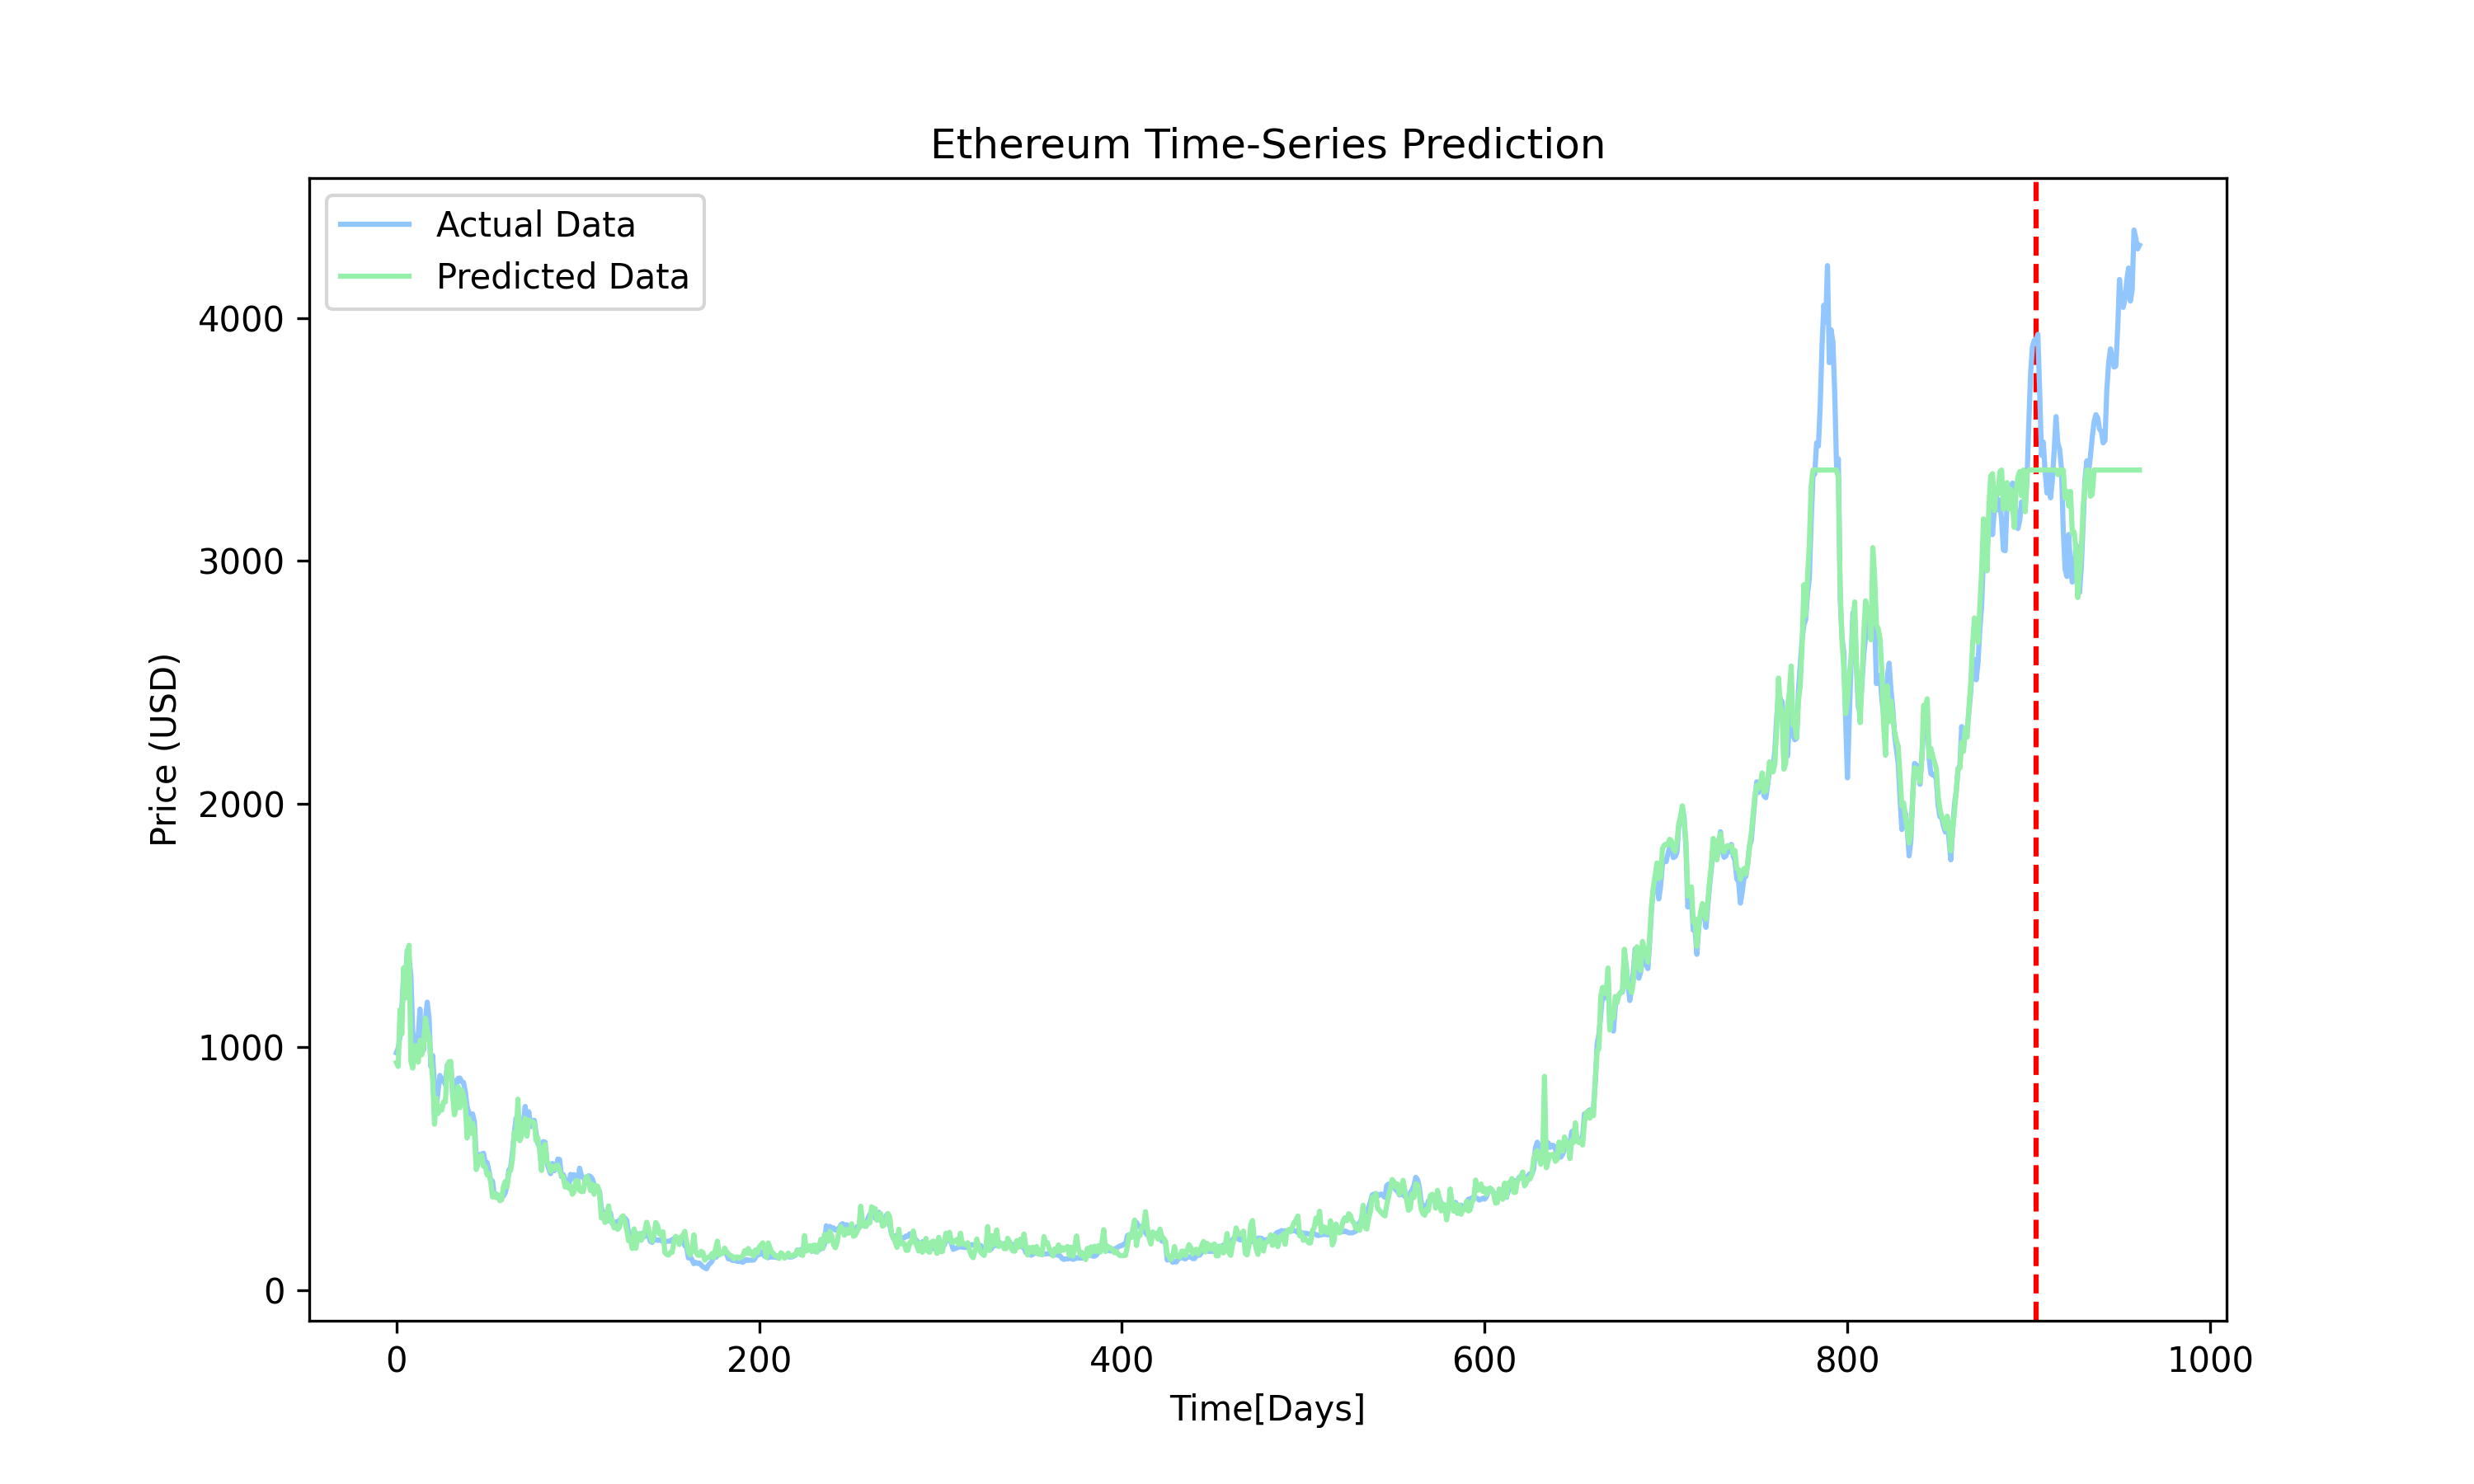 Ethereum Time-Series Prediction
Actual Data
Predicted Data
4000
3000
2000
1000
0
Price (USD)
0 200 400 600 800 1000
Time[Days]